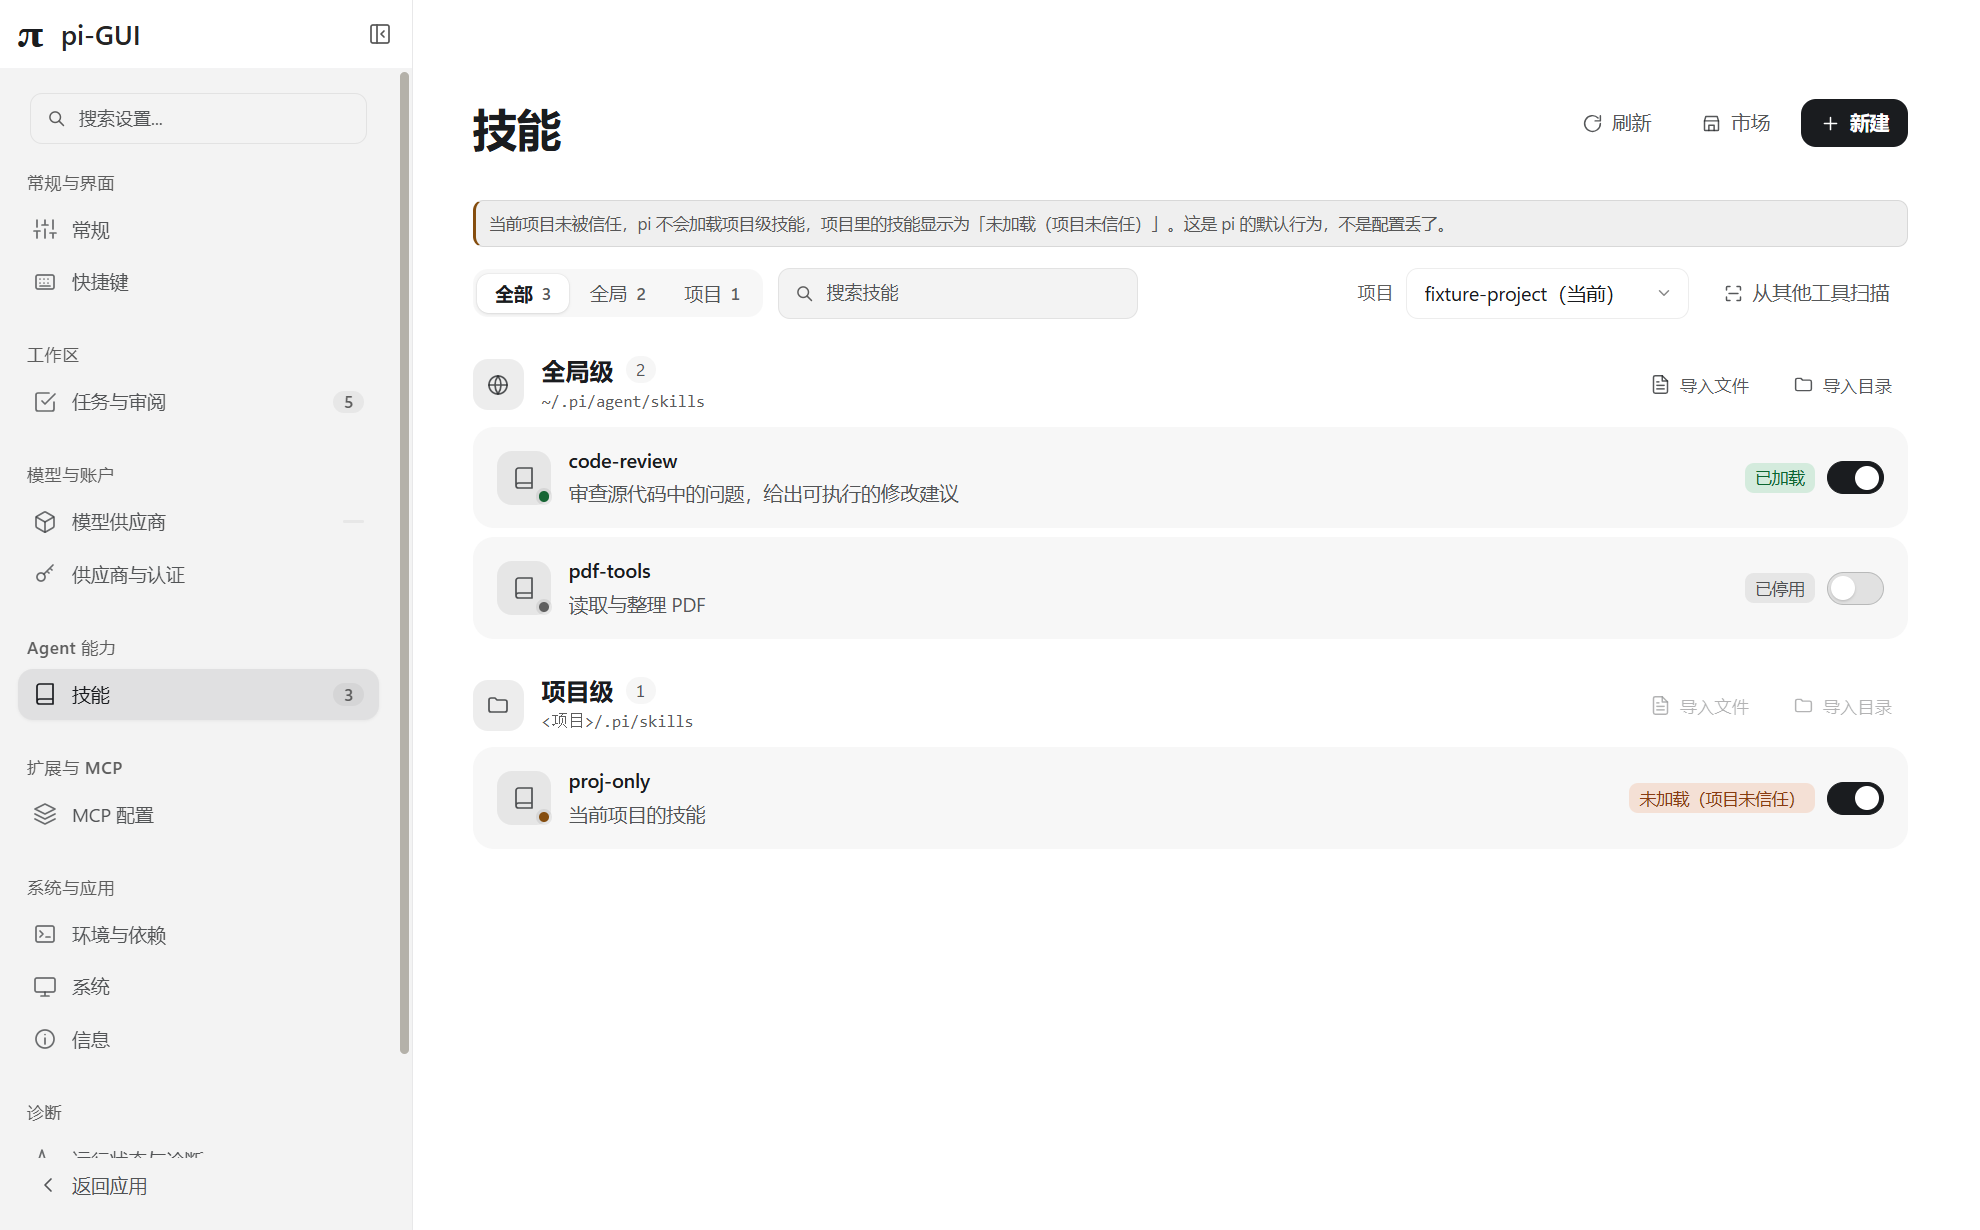 π pi-GUI
搜索设置...
常规与界面
常规
快捷键
工作区
任务与审阅 5
模型与账户
模型供应商
供应商与认证
Agent 能力
技能 3
扩展与 MCP
MCP 配置
系统与应用
环境与依赖
系统
信息
诊断
运行状态与诊断
返回应用
技能
刷新 市场 新建
当前项目未被信任，pi 不会加载项目级技能，项目里的技能显示为「未加载（项目未信任）」。这是 pi 的默认行为，不是配置丢了。
全部 3 全局 2 项目 1 搜索技能 项目 fixture-project（当前） 从其他工具扫描
全局级 2
~/.pi/agent/skills
导入文件 导入目录
code-review
审查源代码中的问题，给出可执行的修改建议
已加载
pdf-tools
读取与整理 PDF
已停用
项目级 1
<项目>/.pi/skills
导入文件 导入目录
proj-only
当前项目的技能
未加载（项目未信任）